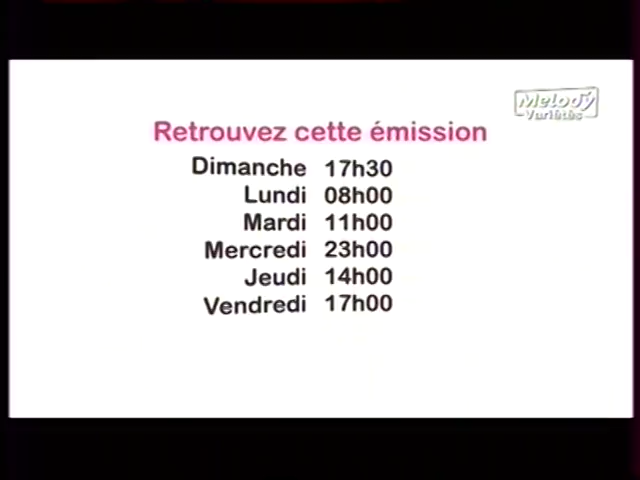 Melody
Variétés
Retrouvez cette émission
Dimanche 17h30
Lundi 08h00
Mardi 11h00
Mercredi 23h00
Jeudi 14h00
Vendredi 17h00